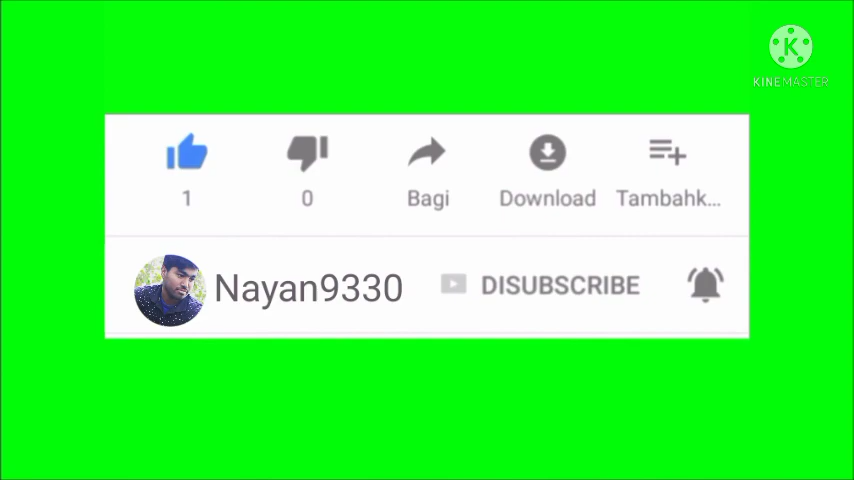 KINEMASTER
1
0
Bagi
Download
Tambahk...
Nayan9330
DISUBSCRIBE